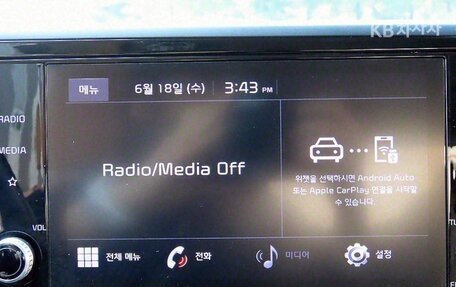 KB차차차
메뉴
6월 18일 (수)
3:43 PM
RADIO
MEDIA
VOL
Radio/Media Off
위젯을 선택하시면 Android Auto
또는 Apple CarPlay 연결을 시작할
수 있습니다.
전체 메뉴
전화
미디어
설정